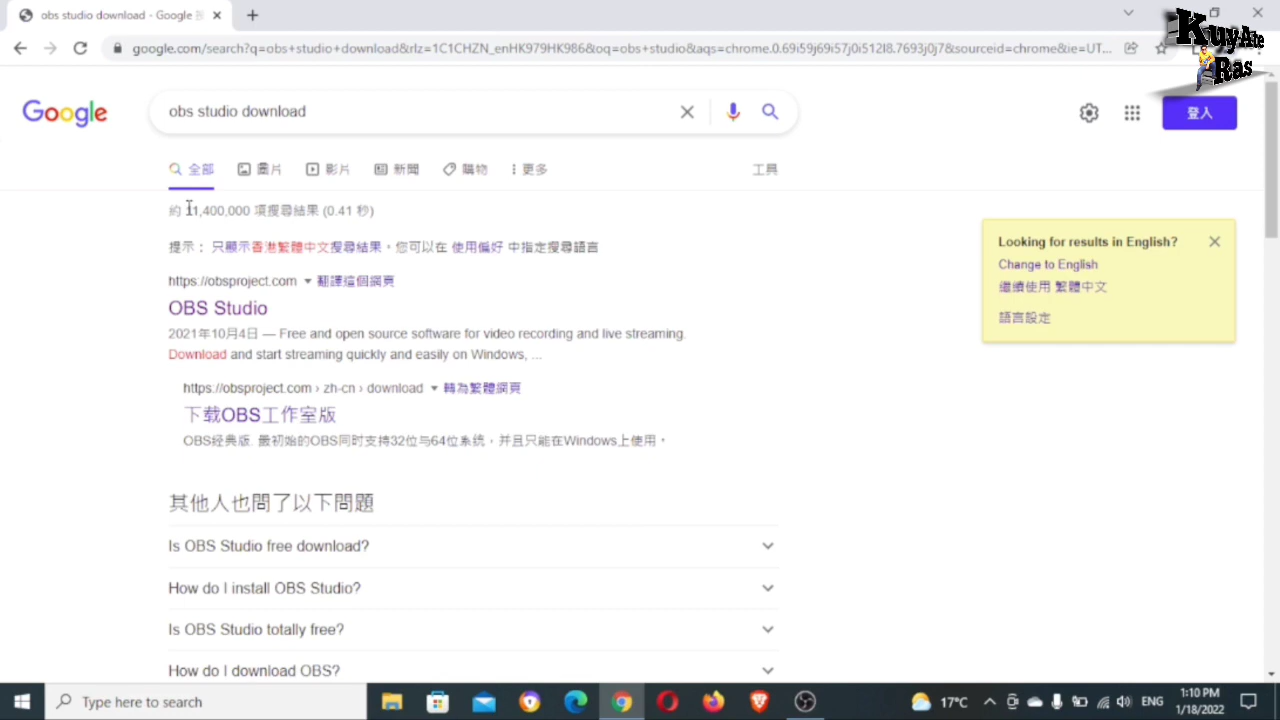 obs studio download - Google 搜
KuyAte
Ras
google.com/search?q=obs+studio+download&rlz=1C1CHZN_enHK979HK986&oq=obs+studio&aqs=chrome.0.69i59j69i57j0i512l8.7693j0j7&sourceid=chrome&ie=UT...
Google
obs studio download
登入
全部 圖片 影片 新聞 購物 更多 工具
約 11,400,000 項搜尋結果 (0.41 秒)
提示： 只顯示香港繁體中文搜尋結果。您可以在 使用偏好 中指定搜尋語言
https://obsproject.com 翻譯這個網頁
OBS Studio
2021年10月4日 — Free and open source software for video recording and live streaming.
Download and start streaming quickly and easily on Windows, ...
https://obsproject.com › zh-cn › download 轉為繁體網頁
下载OBS工作室版
OBS经典版. 最初始的OBS同时支持32位与64位系统，并且只能在Windows上使用。
其他人也問了以下問題
Is OBS Studio free download?
How do I install OBS Studio?
Is OBS Studio totally free?
How do I download OBS?
Looking for results in English?
Change to English
繼續使用 繁體中文
語言設定
Type here to search
17°C
ENG
1:10 PM
1/18/2022